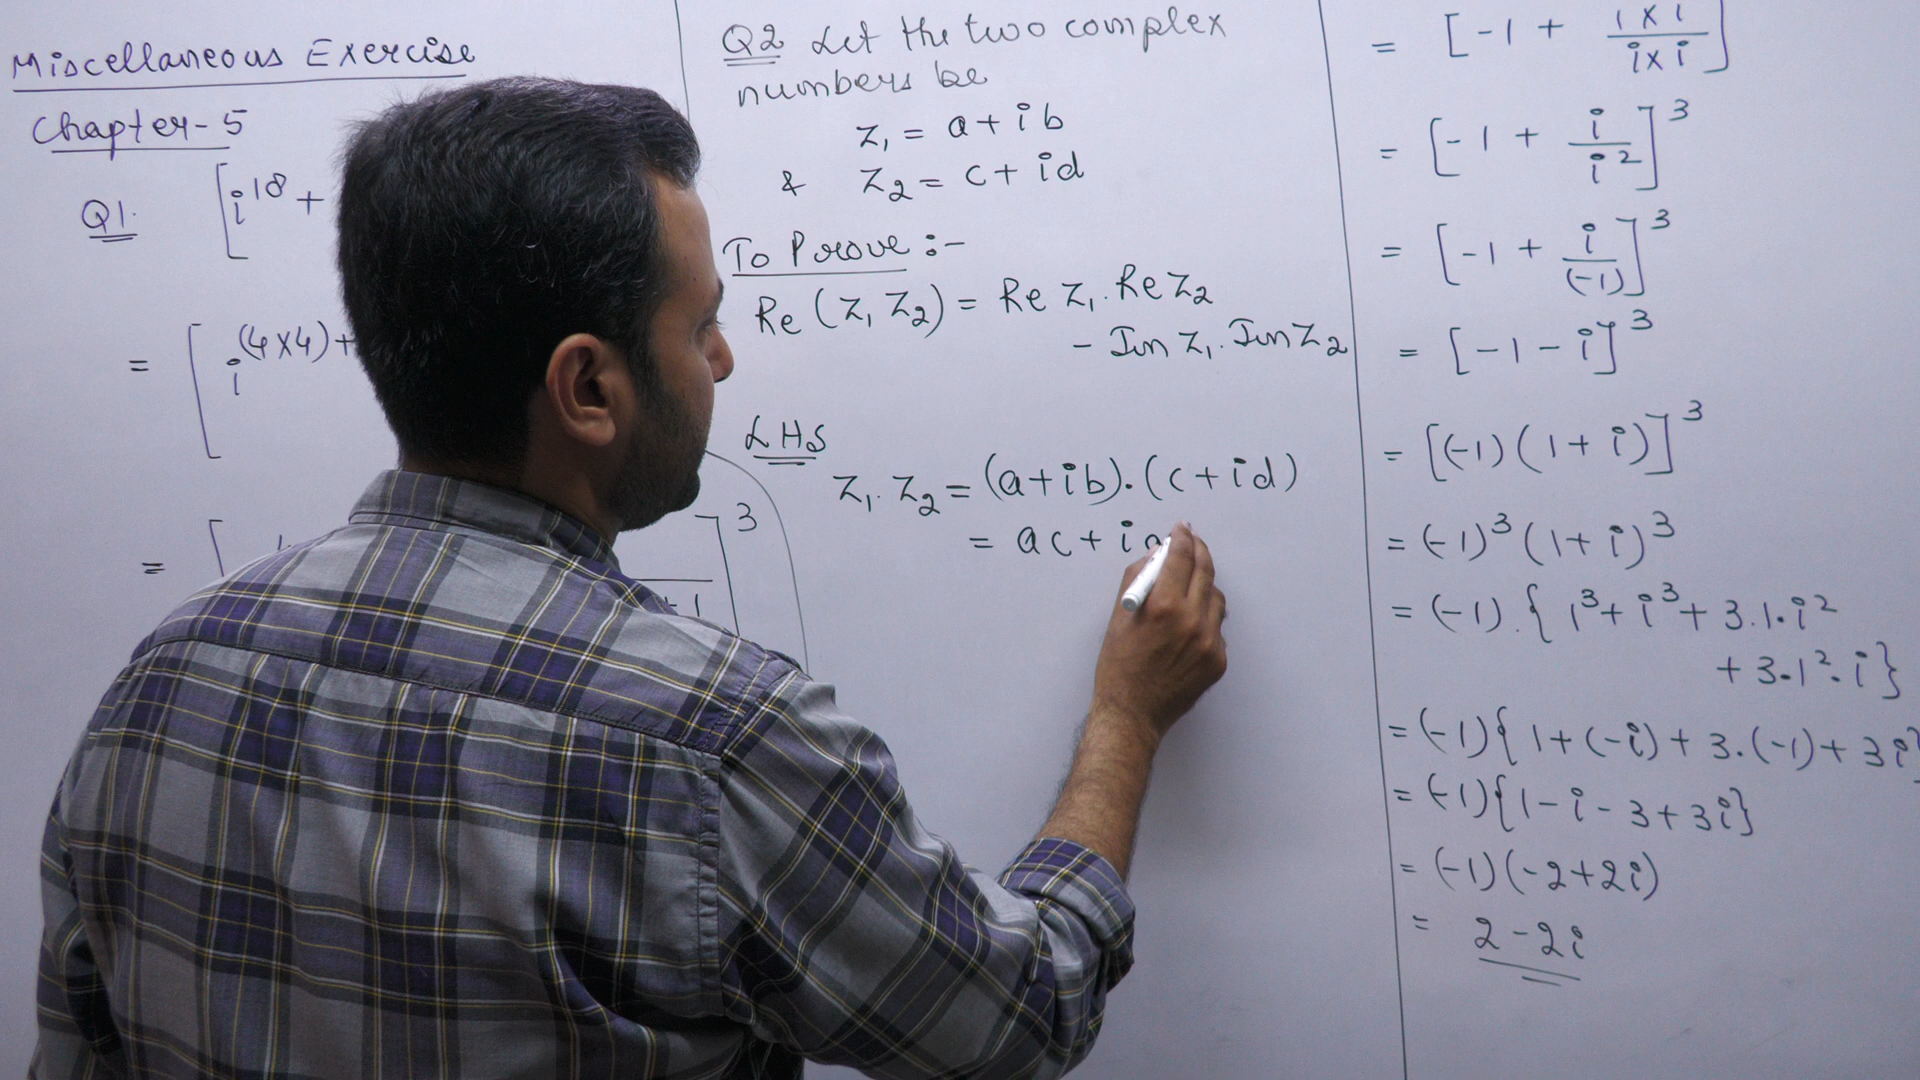 Miscellaneous Exercise
Chapter-5
Q1. [i^18 +
= [i^(4×4)+
= [
]^3
+1
Q2 Let the two complex
numbers be
z₁ = a+ib
& z₂ = c+id
To Prove :-
Re (z₁ z₂) = Re z₁. Re z₂
- Im z₁. Im z₂
LHS
z₁. z₂ = (a+ib).(c+id)
= ac+i
= [-1 + 1×1/i×i]
= [-1 + i/i²]^3
= [-1 + i/(-1)]^3
= [-1-i]^3
= [(-1)(1+i)]^3
= (-1)^3 (1+i)^3
= (-1).{1^3+i^3+3.1.i²
+3.1².i}
= (-1){1+(-i)+3.(-1)+3i}
= (-1){1-i-3+3i}
= (-1)(-2+2i)
= 2-2i